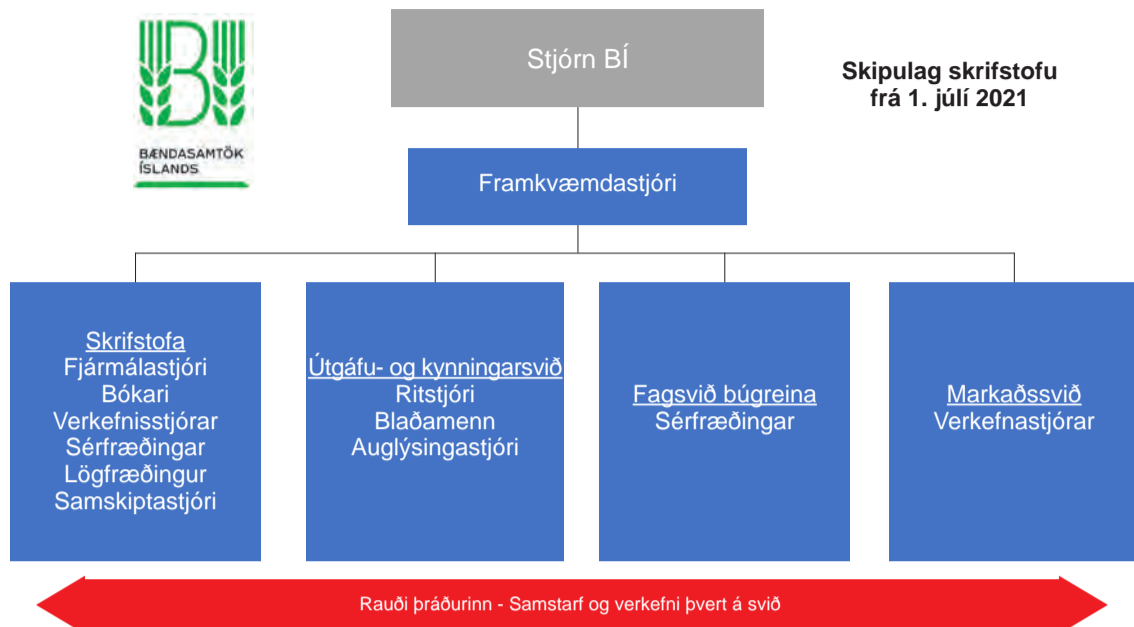 BÆNDASAMTÖK
ÍSLANDS
Stjórn BÍ
Skipulag skrifstofu
frá 1. júlí 2021
Framkvæmdastjóri
Skrifstofa
Fjármálastjóri
Bókari
Verkefnisstjórar
Sérfræðingar
Lögfræðingur
Samskiptastjóri
Útgáfu- og kynningarsvið
Ritstjóri
Blaðamenn
Auglýsingastjóri
Fagsvið búgreina
Sérfræðingar
Markaðssvið
Verkefnastjórar
Rauði þráðurinn - Samstarf og verkefni þvert á svið